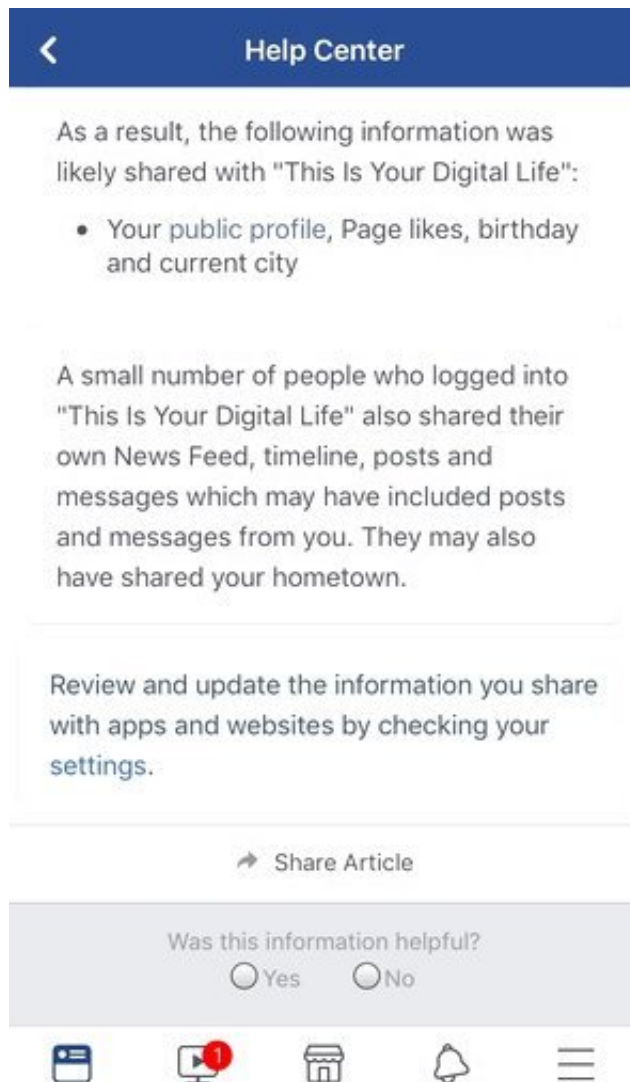 Help Center
As a result, the following information was
likely shared with "This Is Your Digital Life":
• Your public profile, Page likes, birthday
and current city
A small number of people who logged into
"This Is Your Digital Life" also shared their
own News Feed, timeline, posts and
messages which may have included posts
and messages from you. They may also
have shared your hometown.
Review and update the information you share
with apps and websites by checking your
settings.
Share Article
Was this information helpful?
Yes No
1